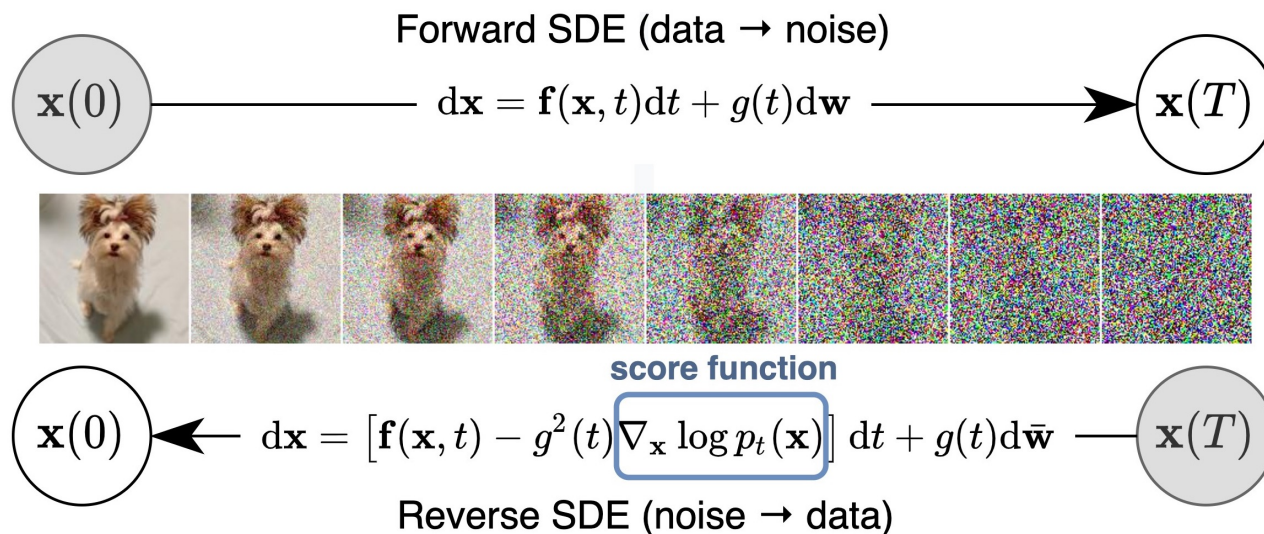 Forward SDE (data → noise)
x(0) dx = f(x, t)dt + g(t)dw x(T)
score function
x(0) dx = [f(x, t) − g²(t)∇ₓ log pₜ(x)] dt + g(t)dw̄ x(T)
Reverse SDE (noise → data)